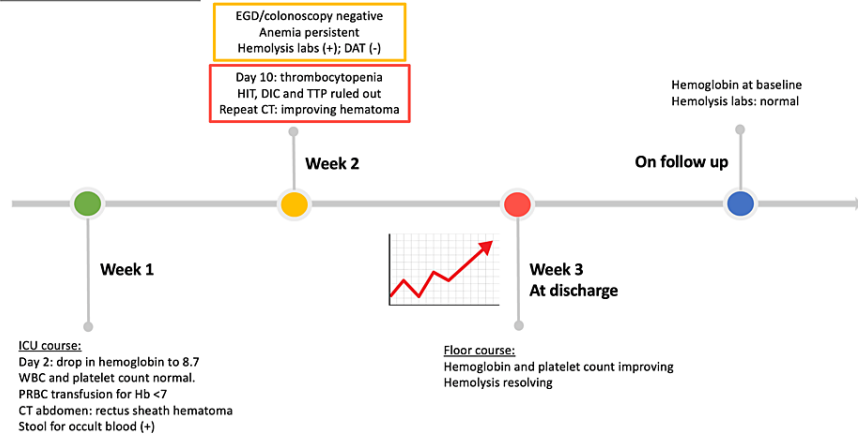 EGD/colonoscopy negative
Anemia persistent
Hemolysis labs (+); DAT (-)
Day 10: thrombocytopenia
HIT, DIC and TTP ruled out
Repeat CT: improving hematoma
Week 2
Hemoglobin at baseline
Hemolysis labs: normal
On follow up
Week 1
Week 3
At discharge
ICU course:
Day 2: drop in hemoglobin to 8.7
WBC and platelet count normal.
PRBC transfusion for Hb <7
CT abdomen: rectus sheath hematoma
Stool for occult blood (+)
Floor course:
Hemoglobin and platelet count improving
Hemolysis resolving